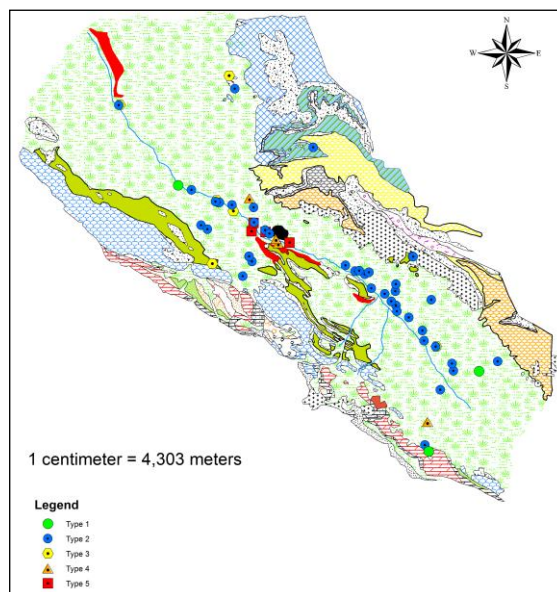 N
W E
S
1 centimeter = 4,303 meters
Legend
Type 1
Type 2
Type 3
Type 4
Type 5